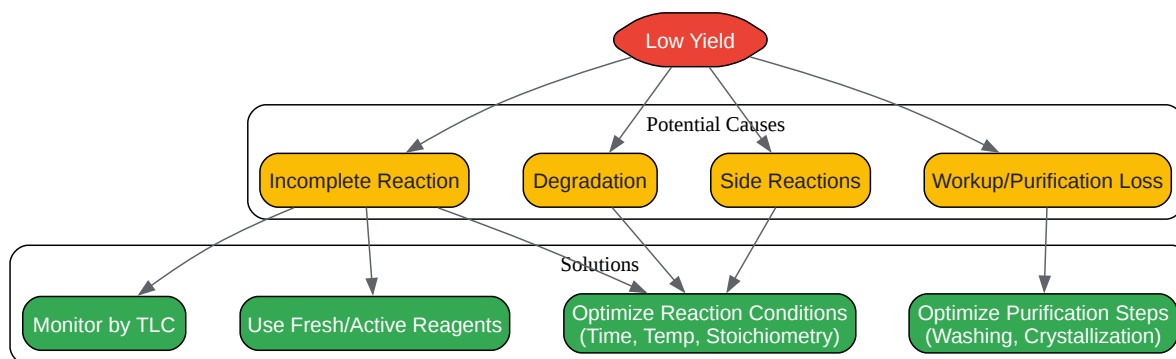 Low Yield
Potential Causes
Incomplete Reaction
Degradation
Side Reactions
Workup/Purification Loss
Solutions
Monitor by TLC
Use Fresh/Active Reagents
Optimize Reaction Conditions
(Time, Temp, Stoichiometry)
Optimize Purification Steps
(Washing, Crystallization)